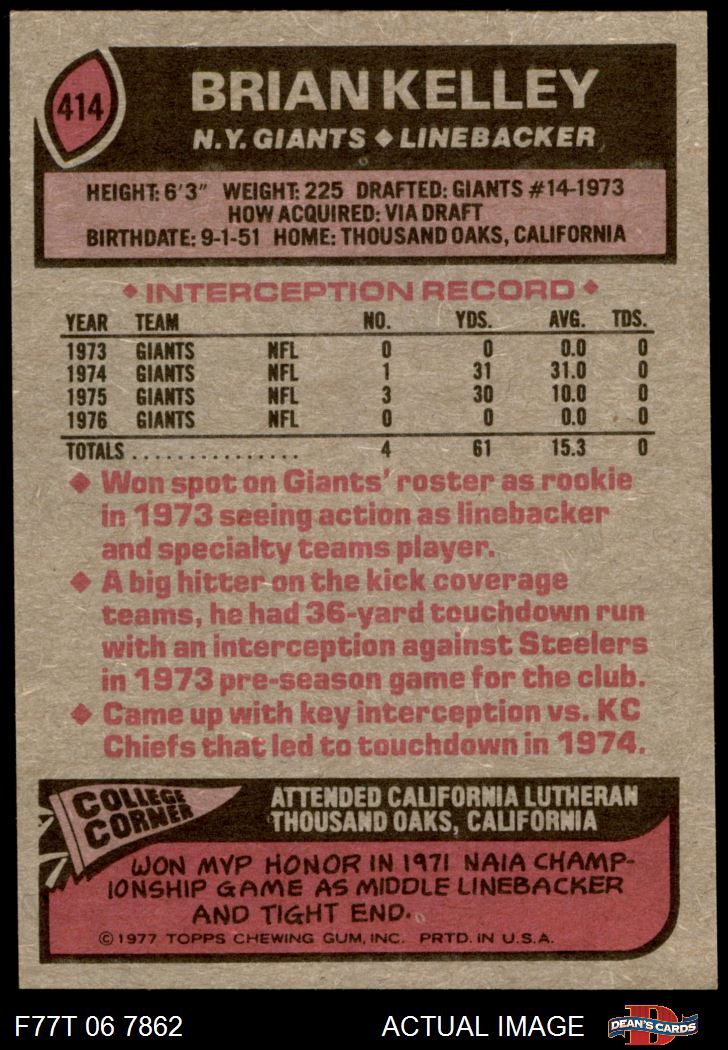 414
BRIAN KELLEY
N.Y. GIANTS ◆ LINEBACKER
HEIGHT: 6'3" WEIGHT: 225 DRAFTED: GIANTS #14-1973
HOW ACQUIRED: VIA DRAFT
BIRTHDATE: 9-1-51 HOME: THOUSAND OAKS, CALIFORNIA
◆ INTERCEPTION RECORD ◆
YEAR TEAM NO. YDS. AVG. TDS.
1973 GIANTS NFL 0 0 0.0 0
1974 GIANTS NFL 1 31 31.0 0
1975 GIANTS NFL 3 30 10.0 0
1976 GIANTS NFL 0 0 0.0 0
TOTALS ............... 4 61 15.3 0
◆ Won spot on Giants' roster as rookie
in 1973 seeing action as linebacker
and specialty teams player.
◆ A big hitter on the kick coverage
teams, he had 36-yard touchdown run
with an interception against Steelers
in 1973 pre-season game for the club.
◆ Came up with key interception vs. KC
Chiefs that led to touchdown in 1974.
COLLEGE
CORNER
ATTENDED CALIFORNIA LUTHERAN
THOUSAND OAKS, CALIFORNIA
WON MVP HONOR IN 1971 NAIA CHAMP-
IONSHIP GAME AS MIDDLE LINEBACKER
AND TIGHT END.
© 1977 TOPPS CHEWING GUM, INC. PRTD. IN U.S.A.
F77T 06 7862 ACTUAL IMAGE D DEAN'S CARDS